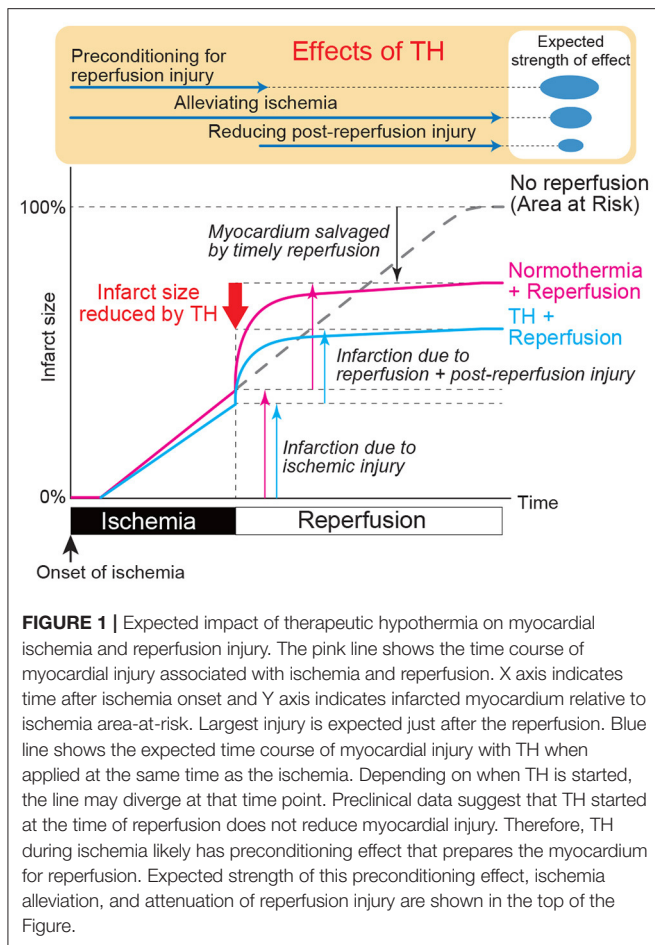 Effects of TH
Expected
strength of effect
Preconditioning for
reperfusion injury
Alleviating ischemia
Reducing post-reperfusion injury
No reperfusion
(Area at Risk)
100%
Myocardium salvaged
by timely reperfusion
Normothermia
+ Reperfusion
Infarct size
reduced by TH
TH +
Reperfusion
Infarct size
Infarction due to
reperfusion + post-reperfusion injury
Infarction due to
ischemic injury
0%
Time
Ischemia
Reperfusion
Onset of ischemia
FIGURE 1 | Expected impact of therapeutic hypothermia on myocardial
ischemia and reperfusion injury. The pink line shows the time course of
myocardial injury associated with ischemia and reperfusion. X axis indicates
time after ischemia onset and Y axis indicates infarcted myocardium relative to
ischemia area-at-risk. Largest injury is expected just after the reperfusion. Blue
line shows the expected time course of myocardial injury with TH when
applied at the same time as the ischemia. Depending on when TH is started,
the line may diverge at that time point. Preclinical data suggest that TH started
at the time of reperfusion does not reduce myocardial injury. Therefore, TH
during ischemia likely has preconditioning effect that prepares the myocardium
for reperfusion. Expected strength of this preconditioning effect, ischemia
alleviation, and attenuation of reperfusion injury are shown in the top of the
Figure.